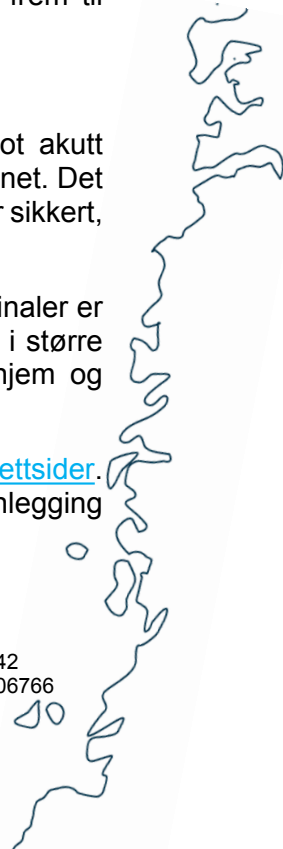 frem til
ot akutt
net. Det
r sikkert,
inaler er
i større
hjem og
ettsider.
nlegging
42
06766